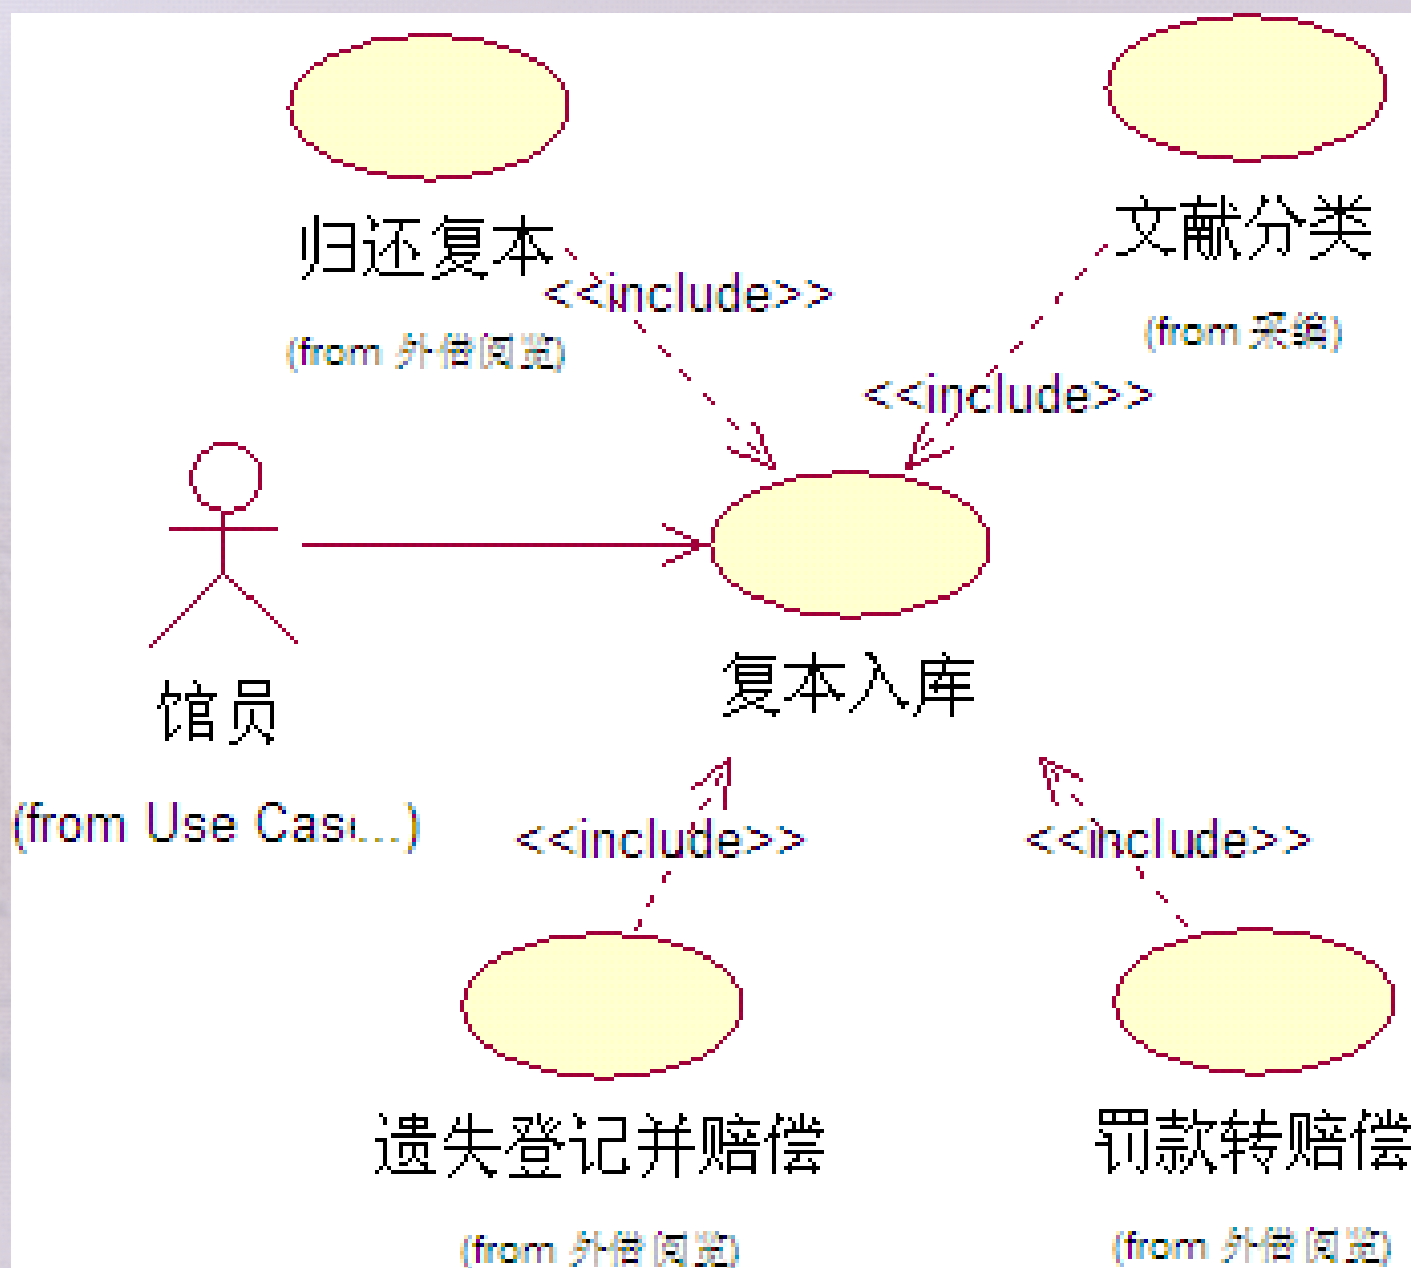 归还复本
(from 外借阅览)
<<include>>
文献分类
(from 采编)
<<include>>
馆员
(from Use Cas...)
复本入库
<<include>>
<<include>>
遗失登记并赔偿
(from 外借阅览)
罚款转赔偿
(from 外借阅览)